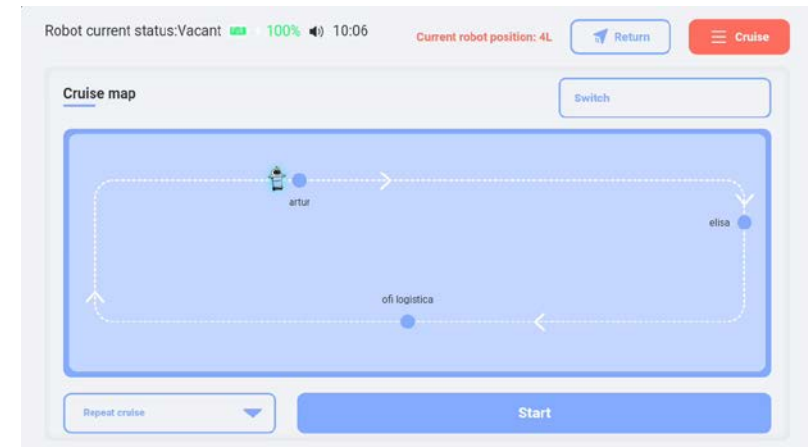 Robot current status:Vacant 100% 10:06
Current robot position: 4L
Return
Cruise
Cruise map
Switch
artur
elisa
ofi logistica
Repeat cruise
Start